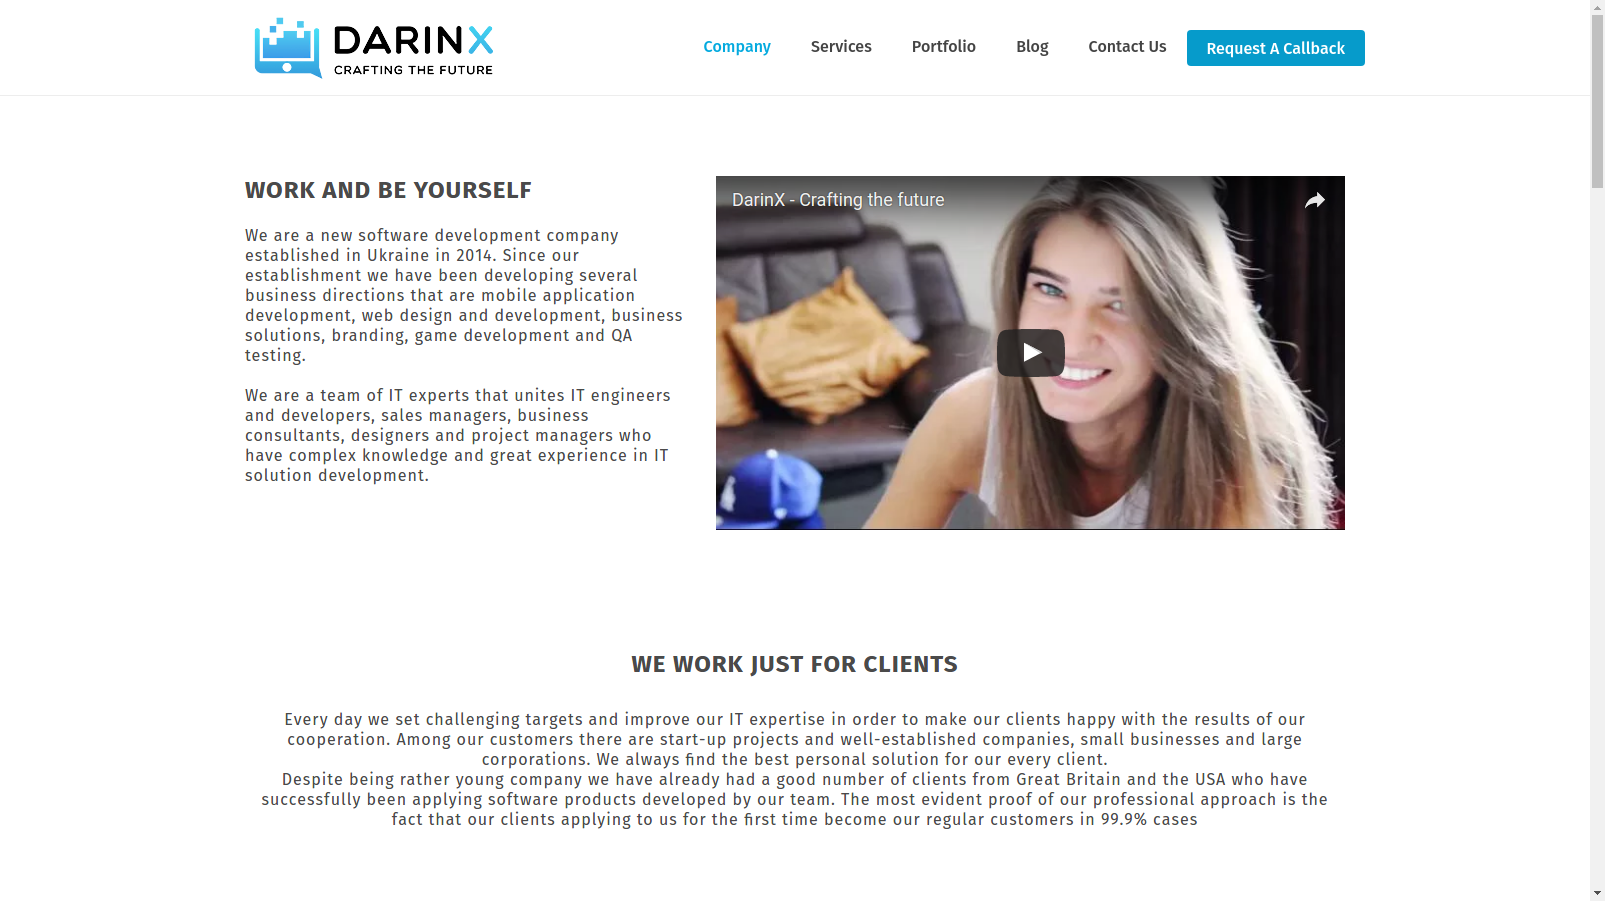 DARINX
CRAFTING THE FUTURE
Company
Services
Portfolio
Blog
Contact Us
Request A Callback
WORK AND BE YOURSELF
We are a new software development company
established in Ukraine in 2014. Since our
establishment we have been developing several
business directions that are mobile application
development, web design and development, business
solutions, branding, game development and QA
testing.
We are a team of IT experts that unites IT engineers
and developers, sales managers, business
consultants, designers and project managers who
have complex knowledge and great experience in IT
solution development.
DarinX - Crafting the future
WE WORK JUST FOR CLIENTS
Every day we set challenging targets and improve our IT expertise in order to make our clients happy with the results of our
cooperation. Among our customers there are start-up projects and well-established companies, small businesses and large
corporations. We always find the best personal solution for our every client.
Despite being rather young company we have already had a good number of clients from Great Britain and the USA who have
successfully been applying software products developed by our team. The most evident proof of our professional approach is the
fact that our clients applying to us for the first time become our regular customers in 99.9% cases